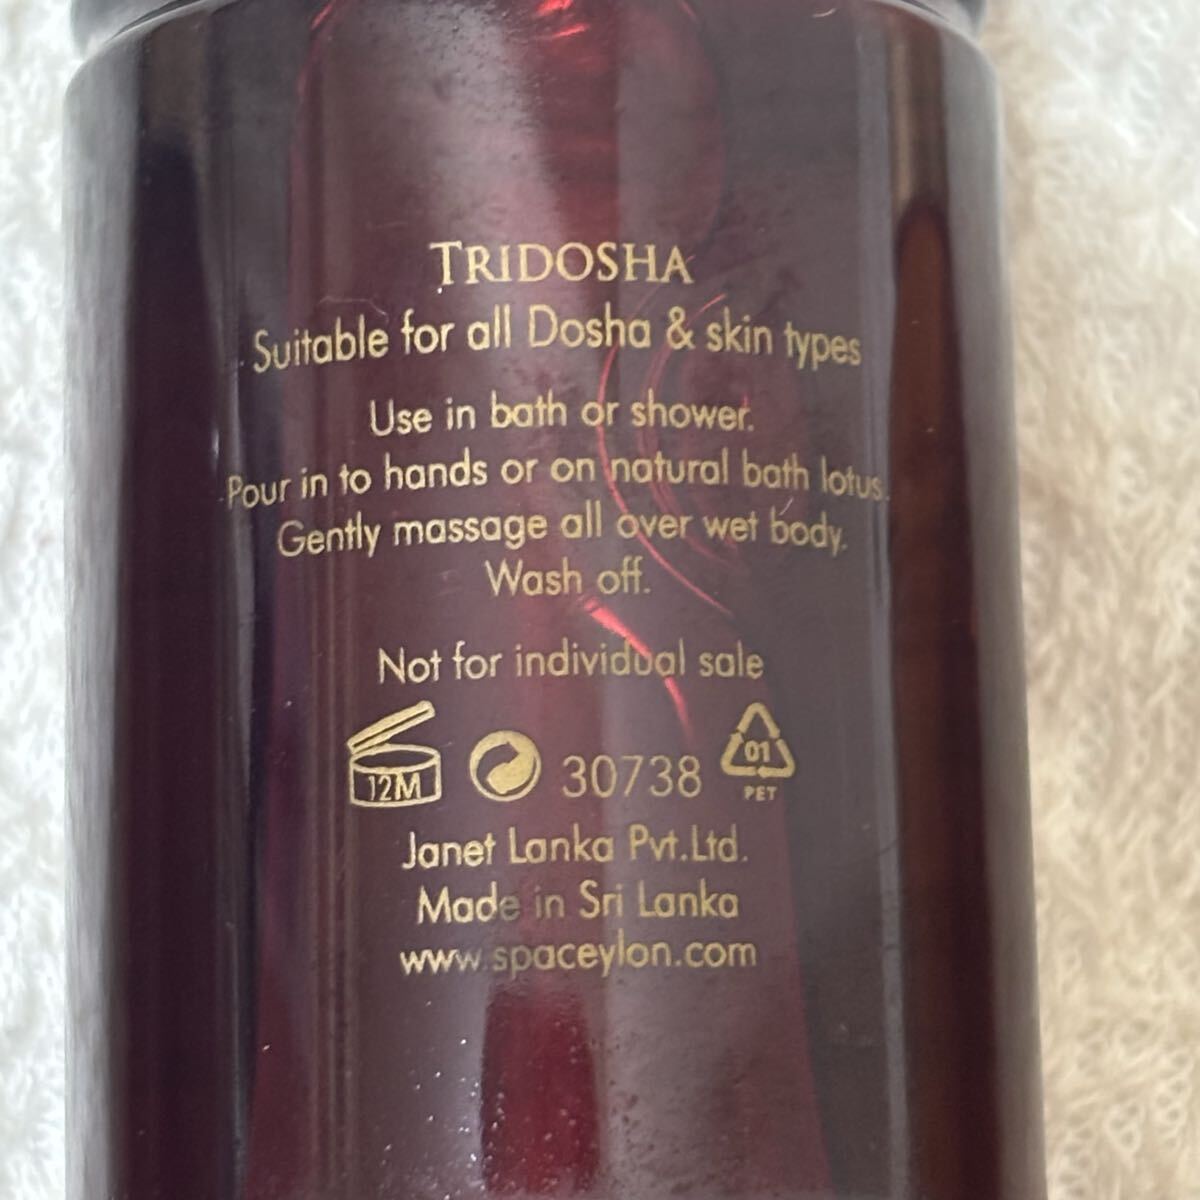 TRIDOSHA
Suitable for all Dosha & skin types
Use in bath or shower.
Pour in to hands or on natural bath lotus.
Gently massage all over wet body.
Wash off.
Not for individual sale
12M 30738 01
PET
Janet Lanka Pvt.Ltd.
Made in Sri Lanka
www.spaceylon.com